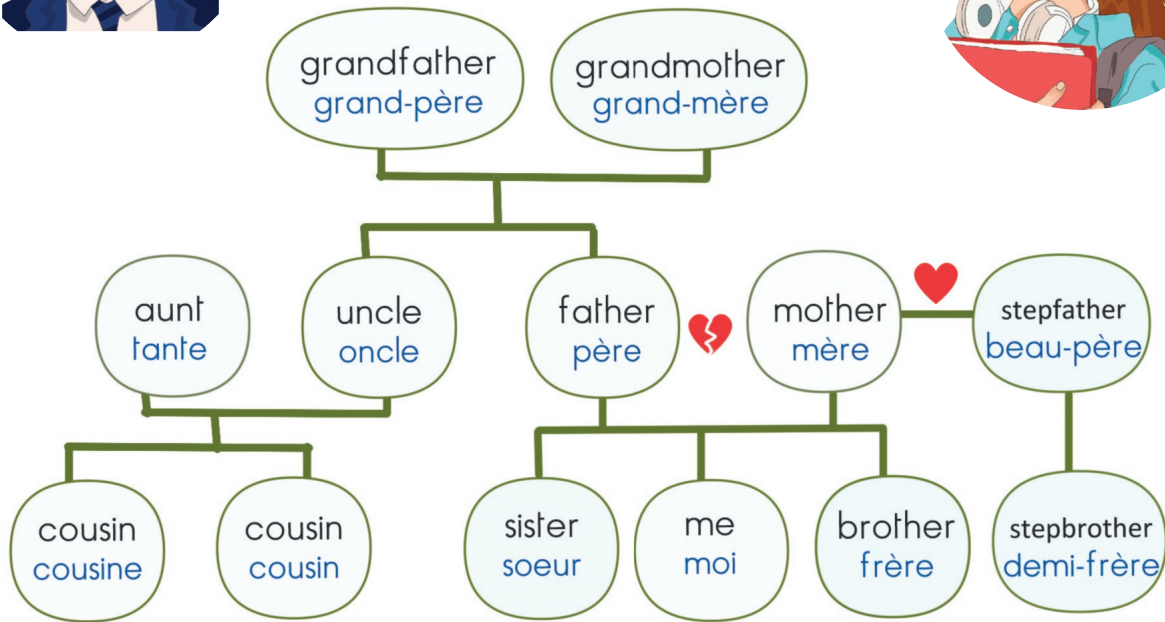 grandfather
grand-père
grandmother
grand-mère
aunt
tante
uncle
oncle
father
père
mother
mère
stepfather
beau-père
cousin
cousine
cousin
cousin
sister
soeur
me
moi
brother
frère
stepbrother
demi-frère